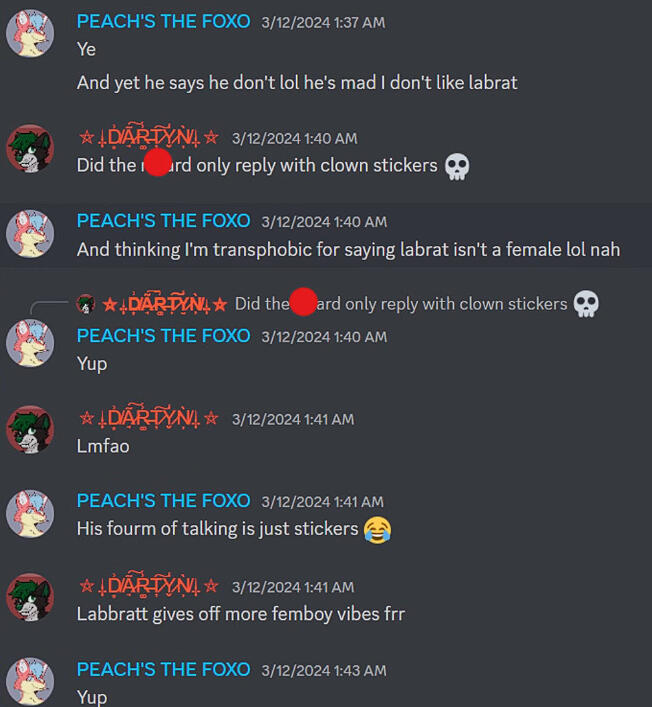 PEACH'S THE FOXO 3/12/2024 1:37 AM
Ye
And yet he says he don't lol he's mad I don't like labrat
DARTYN 3/12/2024 1:40 AM
Did the only reply with clown stickers 💀
PEACH'S THE FOXO 3/12/2024 1:40 AM
And thinking I'm transphobic for saying labrat isn't a female lol nah
DARTYN Did the only reply with clown stickers 💀
PEACH'S THE FOXO 3/12/2024 1:40 AM
Yup
DARTYN 3/12/2024 1:41 AM
Lmfao
PEACH'S THE FOXO 3/12/2024 1:41 AM
His fourm of talking is just stickers 😂
DARTYN 3/12/2024 1:41 AM
Labbratt gives off more femboy vibes frr
PEACH'S THE FOXO 3/12/2024 1:43 AM
Yup